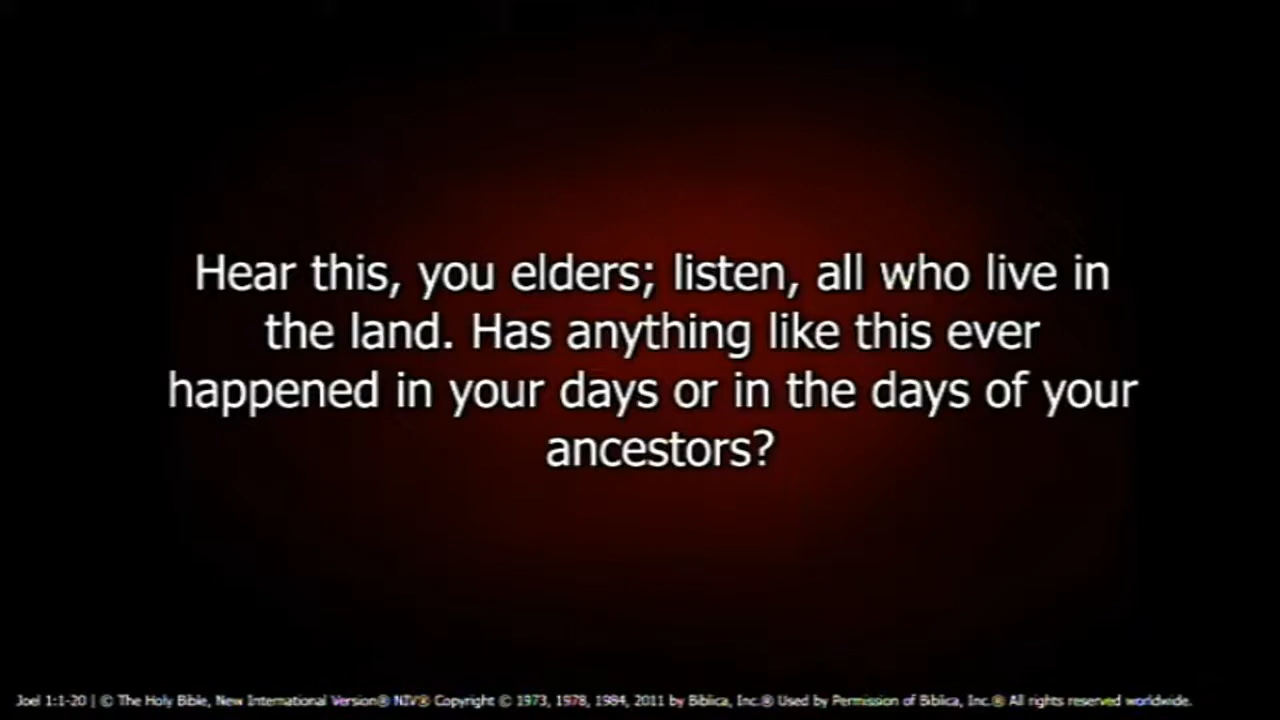 Hear this, you elders; listen, all who live in
the land. Has anything like this ever
happened in your days or in the days of your
ancestors?
Joel 1:1-20 | © The Holy Bible, New International Version® NIV® Copyright © 1973, 1978, 1984, 2011 by Biblica, Inc.® Used by Permission of Biblica, Inc.® All rights reserved worldwide.